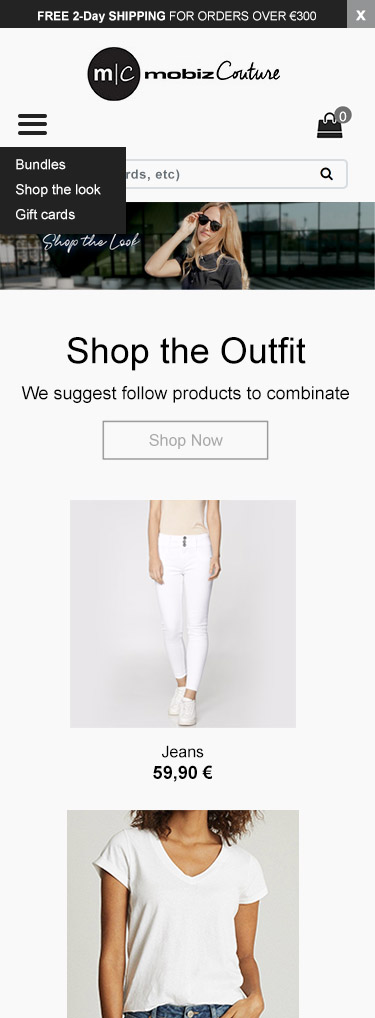 FREE 2-Day SHIPPING FOR ORDERS OVER €300
x
m|C mobiz Couture
0
Bundles
Shop the look
Gift cards
rds, etc)
Shop the Look
Shop the Outfit
We suggest follow products to combinate
Shop Now
Jeans
59,90 €